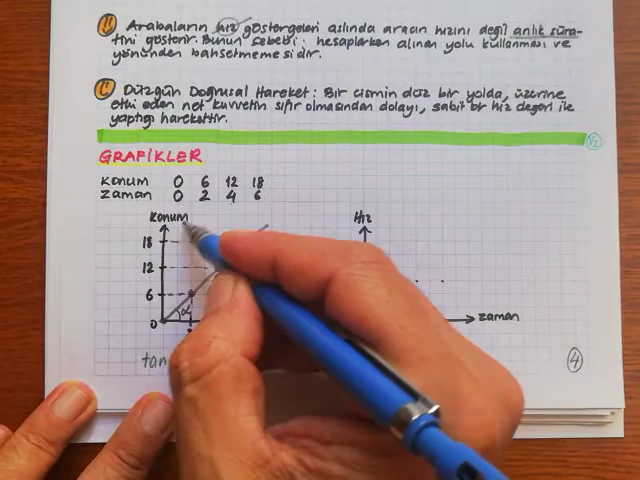 B Arabaların hız göstergeleri aslında aracın hızını değil anlık süra-
tini gösterir. Bunun sebebi: hesaplarken alınan yolu kullanması ve
yönünden bahsetmemesidir.
C Düzgün Doğrusal Hareket: Bir cismin düz bir yolda, üzerine
etki eden net kuvvetin sıfır olmasından dolayı, sabit bir hız değeri ile
yaptığı harekettir.
GRAFİKLER
Konum 0 6 12 18
Zaman 0 2 4 6
Konum
18
12
6
0
α
tan
Hız
zaman
4